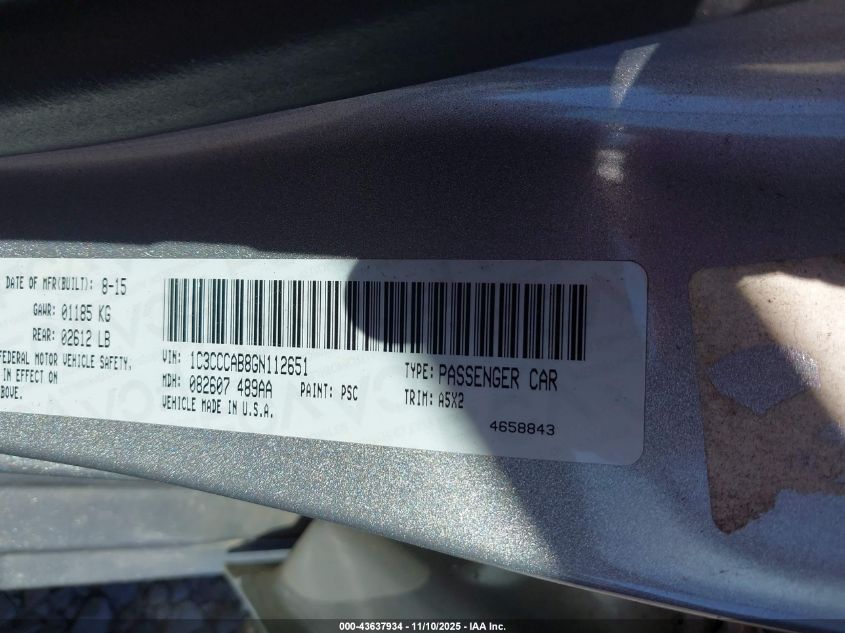 DATE OF MFR(BUILT): 8-15
GAWR: 01185 KG
REAR: 02612 LB
FEDERAL MOTOR VEHICLE SAFETY,
IN EFFECT ON
ABOVE.
VIN: 1C3CCCAB8GN112651
TYPE: PASSENGER CAR
MDH: 082607 489AA PAINT: PSC
TRIM: A5X2
VEHICLE MADE IN U.S.A.
4658843
000-43637934 - 11/10/2025 - IAA Inc.